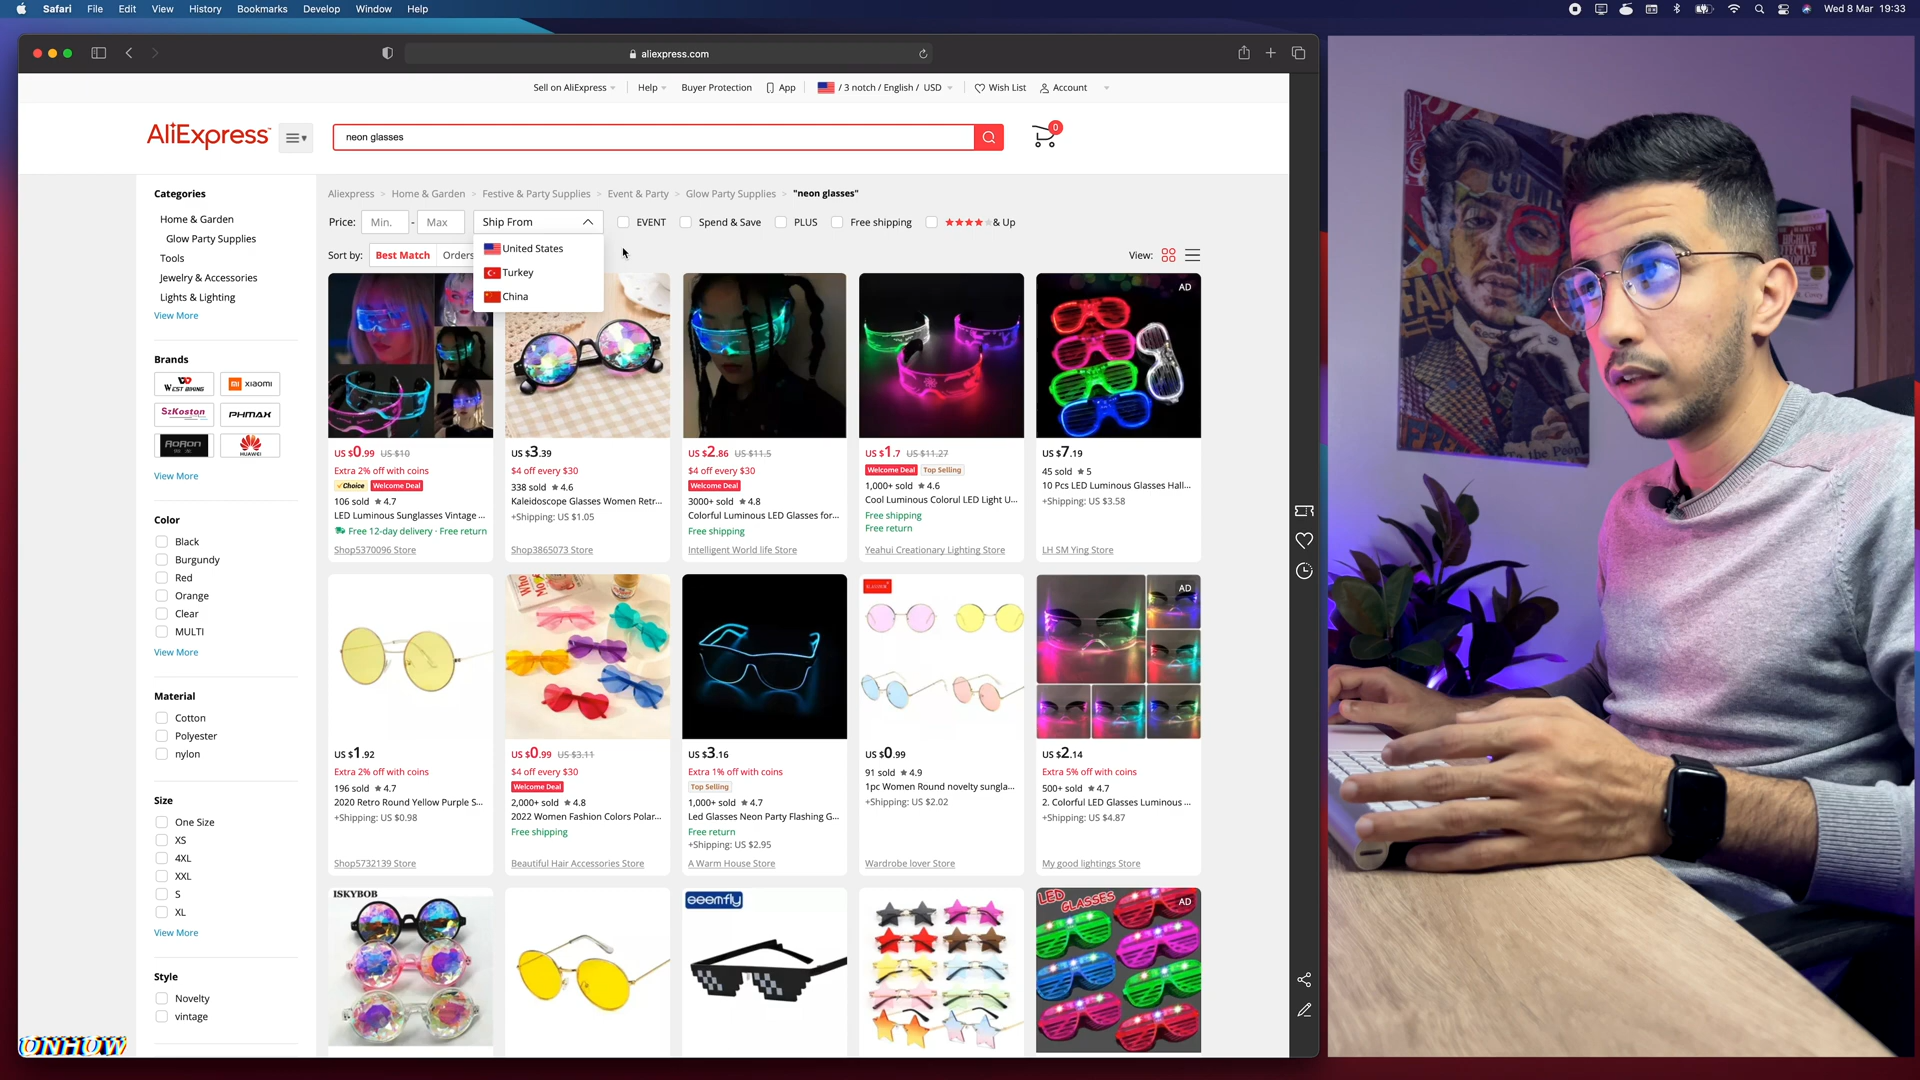 Safari File Edit View History Bookmarks Develop Window Help
Wed 8 Mar 19:33
aliexpress.com
Sell on AliExpress Help Buyer Protection App / 3 notch / English / USD Wish List Account
AliExpress
neon glasses
0
Categories
Home & Garden
Glow Party Supplies
Tools
Jewelry & Accessories
Lights & Lighting
View More
Brands
WEST BIKING
mi xiaomi
SzKoston
PHMAX
AORON
HUAWEI
View More
Color
Black
Burgundy
Red
Orange
Clear
MULTI
View More
Material
Cotton
Polyester
nylon
Size
One Size
XS
4XL
XXL
S
XL
View More
Style
Novelty
vintage
Aliexpress > Home & Garden > Festive & Party Supplies > Event & Party > Glow Party Supplies > "neon glasses"
Price: Min. - Max Ship From EVENT Spend & Save PLUS Free shipping & Up
United States
Turkey
China
Sort by: Best Match Orders
View:
AD
US $0.99 US $10
Extra 2% off with coins
Choice Welcome Deal
106 sold ★ 4.7
LED Luminous Sunglasses Vintage ...
Free 12-day delivery · Free return
Shop5370096 Store
US $3.39
$4 off every $30
338 sold ★ 4.6
Kaleidoscope Glasses Women Retr...
+Shipping: US $1.05
Shop3865073 Store
US $2.86 US $11.5
$4 off every $30
Welcome Deal
3000+ sold ★ 4.8
Colorful Luminous LED Glasses for...
Free shipping
Intelligent World life Store
US $1.7 US $11.27
Welcome Deal Top Selling
1,000+ sold ★ 4.6
Cool Luminous Colorul LED Light U...
Free shipping
Free return
Yeahui Creationary Lighting Store
US $7.19
45 sold ★ 5
10 Pcs LED Luminous Glasses Hall...
+Shipping: US $3.58
LH SM Ying Store
AD
US $1.92
Extra 2% off with coins
196 sold ★ 4.7
2020 Retro Round Yellow Purple S...
+Shipping: US $0.98
Shop5732139 Store
US $0.99 US $3.11
$4 off every $30
Welcome Deal
2,000+ sold ★ 4.8
2022 Women Fashion Colors Polar...
Free shipping
Beautiful Hair Accessories Store
US $3.16
Extra 1% off with coins
Top Selling
1,000+ sold ★ 4.7
Led Glasses Neon Party Flashing G...
Free return
+Shipping: US $2.95
A Warm House Store
US $0.99
91 sold ★ 4.9
1pc Women Round novelty sungla...
+Shipping: US $2.02
Wardrobe lover Store
US $2.14
Extra 5% off with coins
500+ sold ★ 4.7
2. Colorful LED Glasses Luminous ...
+Shipping: US $4.87
My good lightings Store
ISKYBOB
seemfly
LED GLASSES
AD
ONHOW